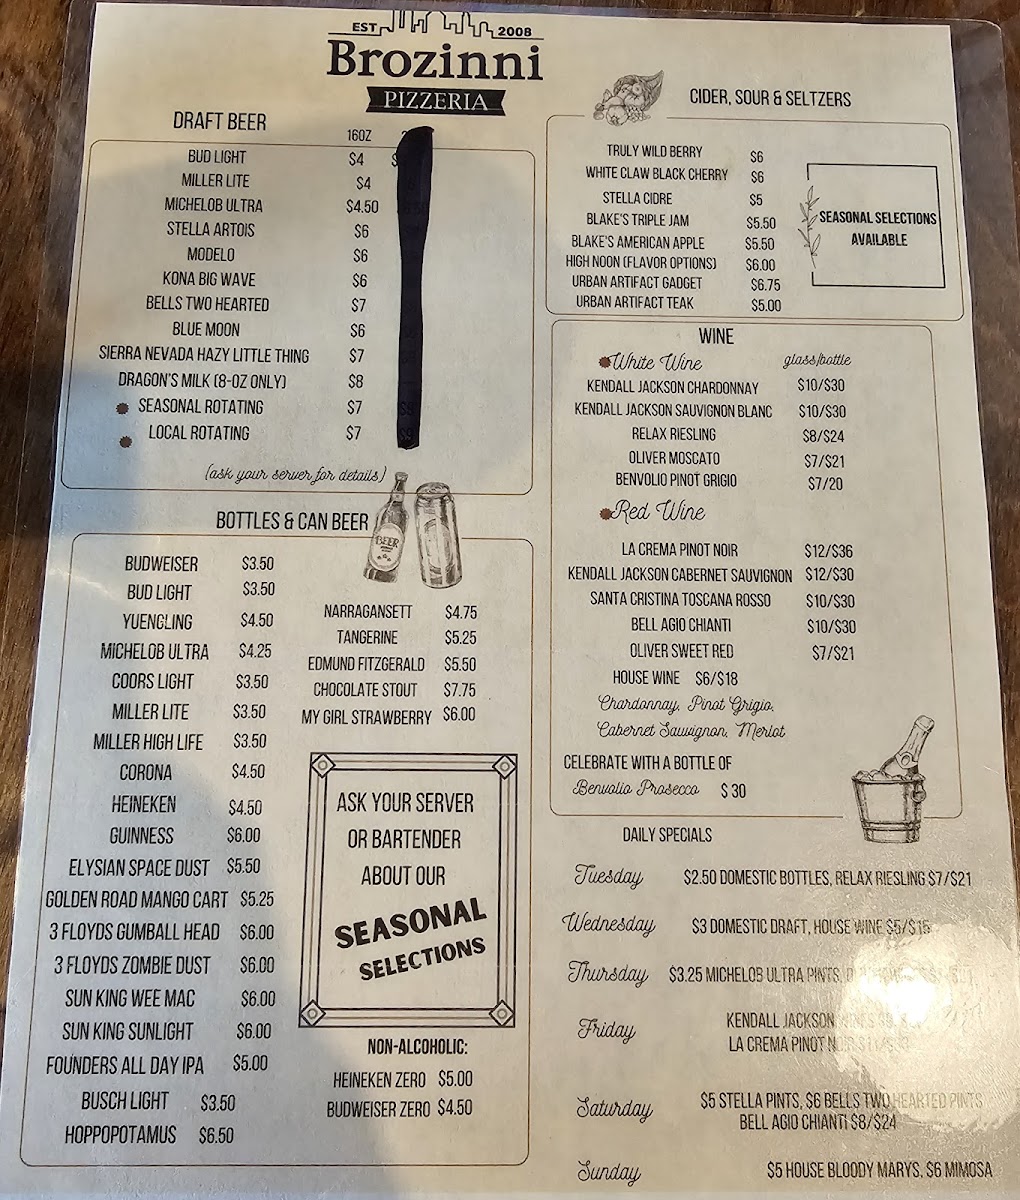 EST. 2008
Brozinni
PIZZERIA
DRAFT BEER
16OZ
BUD LIGHT $4
MILLER LITE $4
MICHELOB ULTRA $4.50
STELLA ARTOIS $6
MODELO $6
KONA BIG WAVE $6
BELLS TWO HEARTED $7
BLUE MOON $6
SIERRA NEVADA HAZY LITTLE THING $7
DRAGON'S MILK (8-OZ ONLY) $8
SEASONAL ROTATING $7
LOCAL ROTATING $7
(ask your server for details)
BOTTLES & CAN BEER
BEER
BUDWEISER $3.50
BUD LIGHT $3.50
YUENGLING $4.50
MICHELOB ULTRA $4.25
COORS LIGHT $3.50
MILLER LITE $3.50
MILLER HIGH LIFE $3.50
CORONA $4.50
HEINEKEN $4.50
GUINNESS $6.00
ELYSIAN SPACE DUST $5.50
GOLDEN ROAD MANGO CART $5.25
3 FLOYDS GUMBALL HEAD $6.00
3 FLOYDS ZOMBIE DUST $6.00
SUN KING WEE MAC $6.00
SUN KING SUNLIGHT $6.00
FOUNDERS ALL DAY IPA $5.00
BUSCH LIGHT $3.50
HOPPOPOTAMUS $6.50
NARRAGANSETT $4.75
TANGERINE $5.25
EDMUND FITZGERALD $5.50
CHOCOLATE STOUT $7.75
MY GIRL STRAWBERRY $6.00
ASK YOUR SERVER
OR BARTENDER
ABOUT OUR
SEASONAL
SELECTIONS
NON-ALCOHOLIC:
HEINEKEN ZERO $5.00
BUDWEISER ZERO $4.50
CIDER, SOUR & SELTZERS
TRULY WILD BERRY $6
WHITE CLAW BLACK CHERRY $6
STELLA CIDRE $5
BLAKE'S TRIPLE JAM $5.50
BLAKE'S AMERICAN APPLE $5.50
HIGH NOON (FLAVOR OPTIONS) $6.00
URBAN ARTIFACT GADGET $6.75
URBAN ARTIFACT TEAK $5.00
SEASONAL SELECTIONS
AVAILABLE
WINE
White Wine glass/bottle
KENDALL JACKSON CHARDONNAY $10/$30
KENDALL JACKSON SAUVIGNON BLANC $10/$30
RELAX RIESLING $8/$24
OLIVER MOSCATO $7/$21
BENVOLIO PINOT GRIGIO $7/20
Red Wine
LA CREMA PINOT NOIR $12/$36
KENDALL JACKSON CABERNET SAUVIGNON $12/$30
SANTA CRISTINA TOSCANA ROSSO $10/$30
BELL AGIO CHIANTI $10/$30
OLIVER SWEET RED $7/$21
HOUSE WINE $6/$18
Chardonnay, Pinot Grigio,
Cabernet Sauvignon, Merlot
CELEBRATE WITH A BOTTLE OF
Benvolio Prosecco $30
DAILY SPECIALS
Tuesday $2.50 DOMESTIC BOTTLES, RELAX RIESLING $7/$21
Wednesday $3 DOMESTIC DRAFT, HOUSE WINE $5/$15
Thursday $3.25 MICHELOB ULTRA PINTS,
Friday KENDALL JACKSON WINES
LA CREMA PINOT NOIR
Saturday $5 STELLA PINTS, $6 BELLS TWO HEARTED PINTS
BELL AGIO CHIANTI $8/$24
Sunday $5 HOUSE BLOODY MARYS, $6 MIMOSA